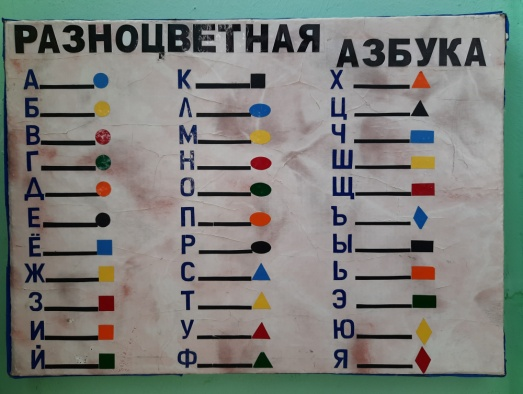 РАЗНОЦВЕТНАЯ АЗБУКА
А
Б
В
Г
Д
Е
Ё
Ж
З
И
Й
К
Л
М
Н
О
П
Р
С
Т
У
Ф
Х
Ц
Ч
Ш
Щ
Ъ
Ы
Ь
Э
Ю
Я